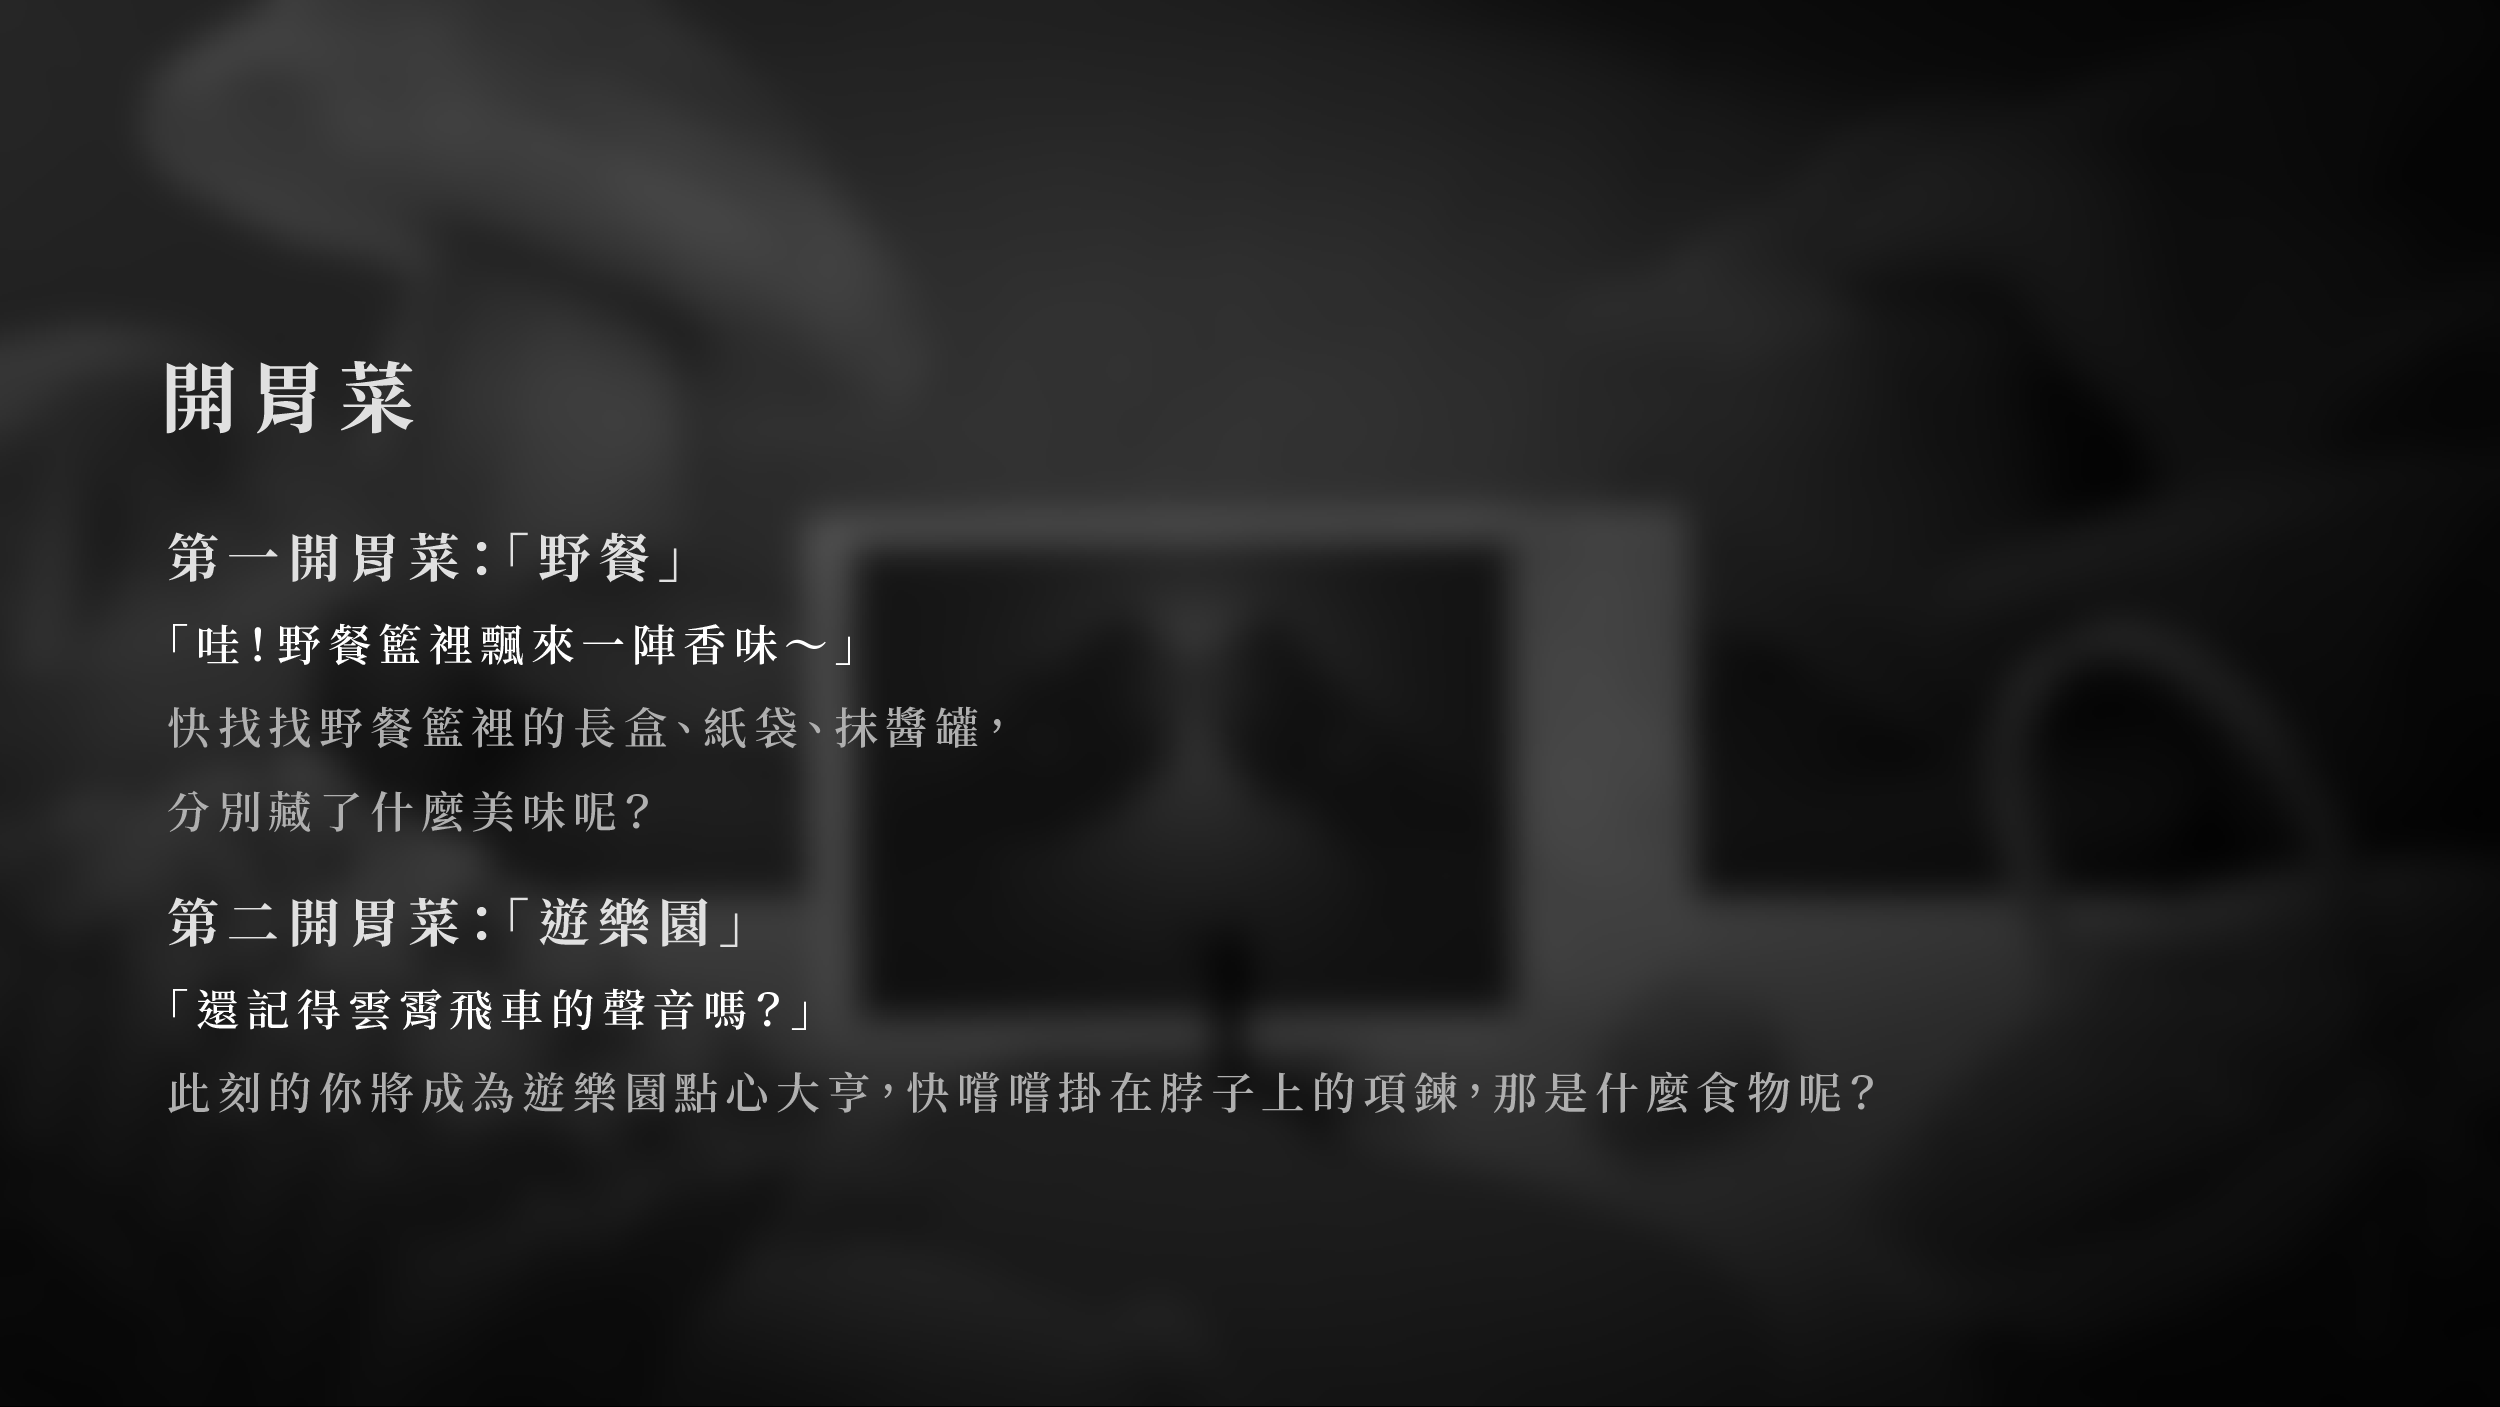 開胃菜
第一開胃菜：「野餐」
「哇！野餐籃裡飄來一陣香味～」
快找找野餐籃裡的長盒、紙袋、抹醬罐，
分別藏了什麼美味呢？
第二開胃菜：「遊樂園」
「還記得雲霄飛車的聲音嗎？」
此刻的你將成為遊樂園點心大亨，快嚐嚐掛在脖子上的項鍊，那是什麼食物呢？